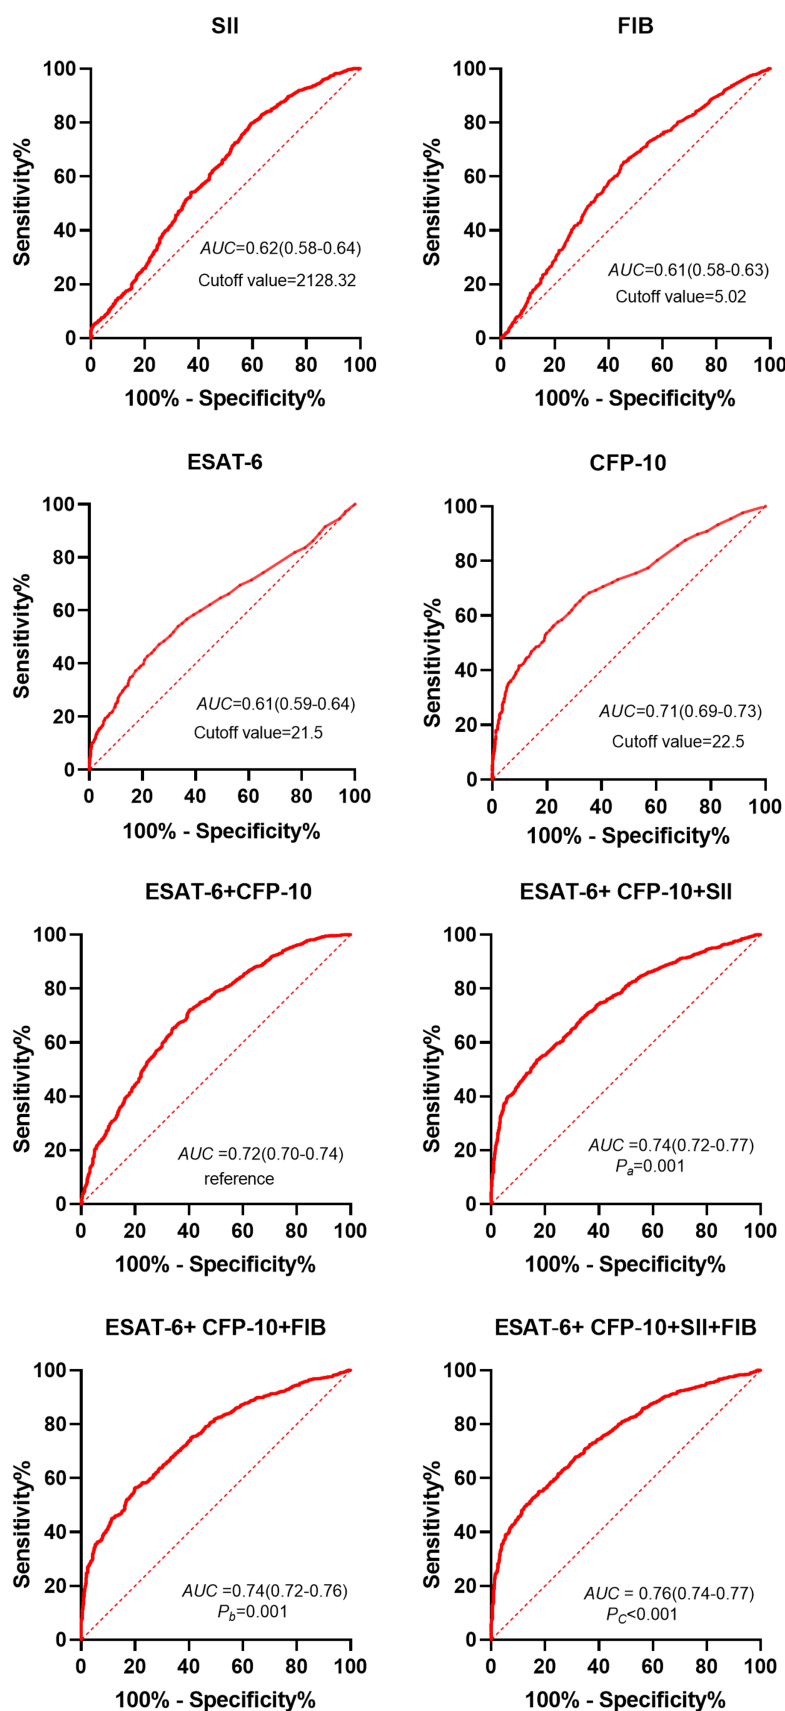 SII
100
80
60
40
20
0
Sensitivity%
AUC=0.62(0.58-0.64)
Cutoff value=2128.32
0 20 40 60 80 100
100% - Specificity%
FIB
100
80
60
40
20
0
Sensitivity%
AUC=0.61(0.58-0.63)
Cutoff value=5.02
0 20 40 60 80 100
100% - Specificity%
ESAT-6
100
80
60
40
20
0
Sensitivity%
AUC=0.61(0.59-0.64)
Cutoff value=21.5
0 20 40 60 80 100
100% - Specificity%
CFP-10
100
80
60
40
20
0
Sensitivity%
AUC=0.71(0.69-0.73)
Cutoff value=22.5
0 20 40 60 80 100
100% - Specificity%
ESAT-6+CFP-10
100
80
60
40
20
0
Sensitivity%
AUC =0.72(0.70-0.74)
reference
0 20 40 60 80 100
100% - Specificity%
ESAT-6+ CFP-10+SII
100
80
60
40
20
0
Sensitivity%
AUC =0.74(0.72-0.77)
Pa=0.001
0 20 40 60 80 100
100% - Specificity%
ESAT-6+ CFP-10+FIB
100
80
60
40
20
0
Sensitivity%
AUC =0.74(0.72-0.76)
Pb=0.001
0 20 40 60 80 100
100% - Specificity%
ESAT-6+ CFP-10+SII+FIB
100
80
60
40
20
0
Sensitivity%
AUC = 0.76(0.74-0.77)
PC<0.001
0 20 40 60 80 100
100% - Specificity%